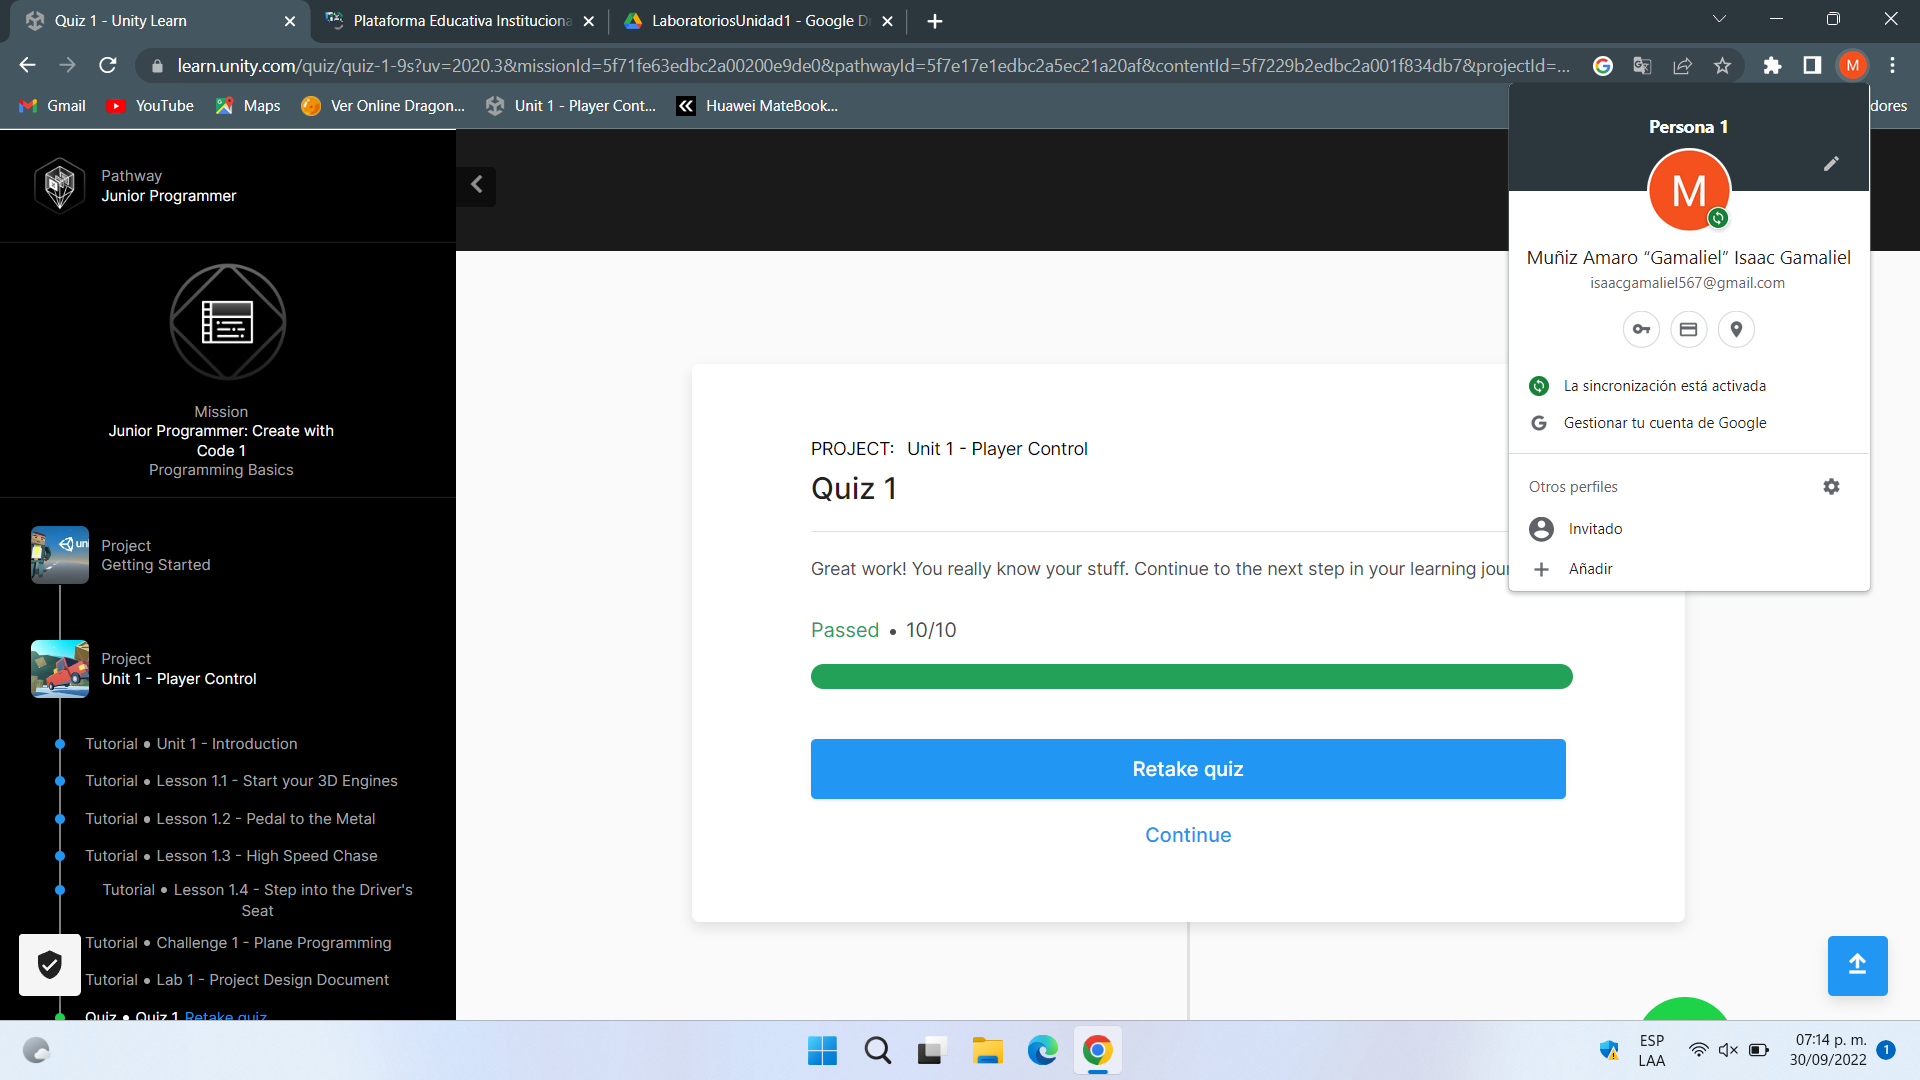 Quiz 1 - Unity Learn
Plataforma Educativa Instituciona
LaboratoriosUnidad1 - Google D
learn.unity.com/quiz/quiz-1-9s?uv=2020.3&missionId=5f71fe63edbc2a00200e9de0&pathwayId=5f7e17e1edbc2a5ec21a20af&contentId=5f7229b2edbc2a001f834db7&projectId=...
M
Gmail
YouTube
Maps
Ver Online Dragon...
Unit 1 - Player Cont...
Huawei MateBook...
dores
Pathway
Junior Programmer
Mission
Junior Programmer: Create with
Code 1
Programming Basics
Project
Getting Started
Project
Unit 1 - Player Control
Tutorial • Unit 1 - Introduction
Tutorial • Lesson 1.1 - Start your 3D Engines
Tutorial • Lesson 1.2 - Pedal to the Metal
Tutorial • Lesson 1.3 - High Speed Chase
Tutorial • Lesson 1.4 - Step into the Driver's
Seat
Tutorial • Challenge 1 - Plane Programming
Tutorial • Lab 1 - Project Design Document
Quiz • Quiz 1 Retake quiz
PROJECT: Unit 1 - Player Control
Quiz 1
Great work! You really know your stuff. Continue to the next step in your learning jour
Passed • 10/10
Retake quiz
Continue
Persona 1
M
Muñiz Amaro “Gamaliel” Isaac Gamaliel
isaacgamaliel567@gmail.com
La sincronización está activada
G Gestionar tu cuenta de Google
Otros perfiles
Invitado
Añadir
ESP
LAA
07:14 p. m.
30/09/2022
1